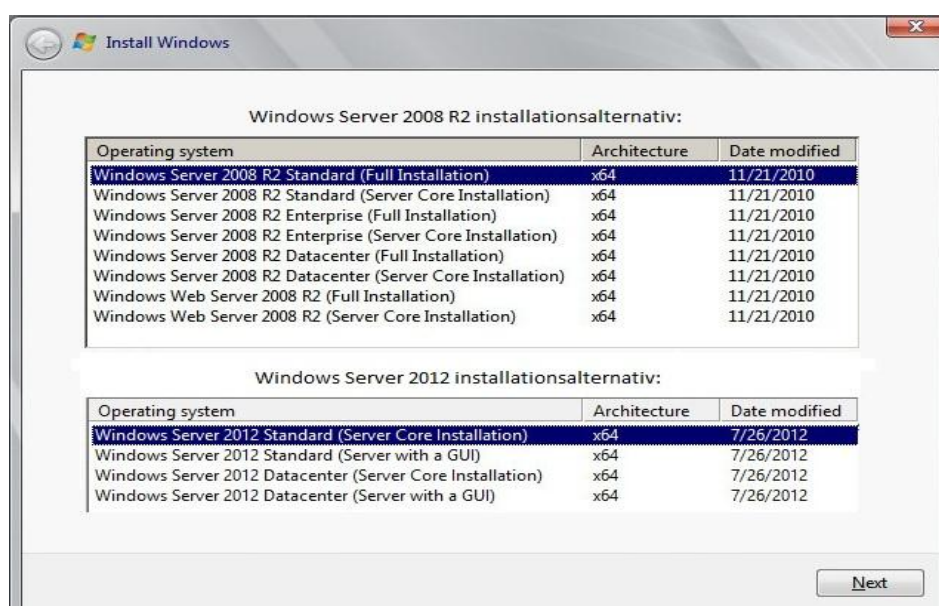 Install Windows
Windows Server 2008 R2 installationsalternativ:
Operating system Architecture Date modified
Windows Server 2008 R2 Standard (Full Installation) x64 11/21/2010
Windows Server 2008 R2 Standard (Server Core Installation) x64 11/21/2010
Windows Server 2008 R2 Enterprise (Full Installation) x64 11/21/2010
Windows Server 2008 R2 Enterprise (Server Core Installation) x64 11/21/2010
Windows Server 2008 R2 Datacenter (Full Installation) x64 11/21/2010
Windows Server 2008 R2 Datacenter (Server Core Installation) x64 11/21/2010
Windows Web Server 2008 R2 (Full Installation) x64 11/21/2010
Windows Web Server 2008 R2 (Server Core Installation) x64 11/21/2010
Windows Server 2012 installationsalternativ:
Operating system Architecture Date modified
Windows Server 2012 Standard (Server Core Installation) x64 7/26/2012
Windows Server 2012 Standard (Server with a GUI) x64 7/26/2012
Windows Server 2012 Datacenter (Server Core Installation) x64 7/26/2012
Windows Server 2012 Datacenter (Server with a GUI) x64 7/26/2012
Next